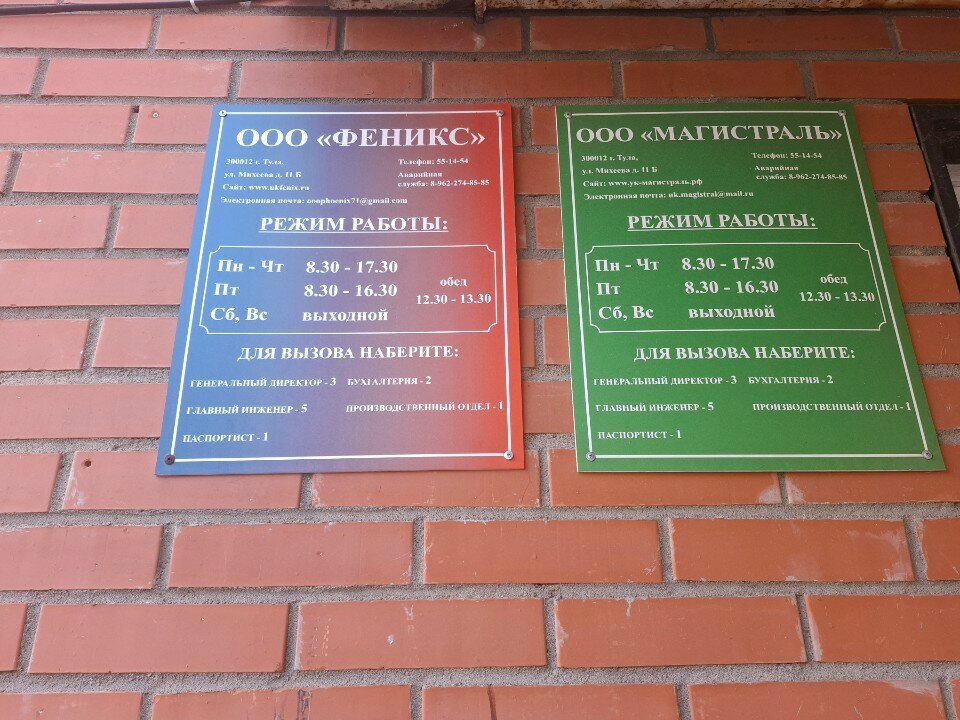 ООО «ФЕНИКС»
300012 г. Тула,
ул. Михеева д. 11 Б
Сайт: www.ukfenix.ru
Электронная почта: ooophoenix71@gmail.com
Телефон: 55-14-54
Аварийная
служба: 8-962-274-85-85
РЕЖИМ РАБОТЫ:
Пн - Чт 8.30 - 17.30
Пт 8.30 - 16.30
Сб, Вс выходной
обед
12.30 - 13.30
ДЛЯ ВЫЗОВА НАБЕРИТЕ:
ГЕНЕРАЛЬНЫЙ ДИРЕКТОР - 3 БУХГАЛТЕРИЯ - 2
ГЛАВНЫЙ ИНЖЕНЕР - 5 ПРОИЗВОДСТВЕННЫЙ ОТДЕЛ - 1
ПАСПОРТИСТ - 1
ООО «МАГИСТРАЛЬ»
300012 г. Тула,
ул. Михеева д. 11 Б
Сайт: www.ук-магистраль.рф
Электронная почта: uk.magistral@mail.ru
Телефон: 55-14-54
Аварийная
служба: 8-962-274-85-85
РЕЖИМ РАБОТЫ:
Пн - Чт 8.30 - 17.30
Пт 8.30 - 16.30
Сб, Вс выходной
обед
12.30 - 13.30
ДЛЯ ВЫЗОВА НАБЕРИТЕ:
ГЕНЕРАЛЬНЫЙ ДИРЕКТОР - 3 БУХГАЛТЕРИЯ - 2
ГЛАВНЫЙ ИНЖЕНЕР - 5 ПРОИЗВОДСТВЕННЫЙ ОТДЕЛ - 1
ПАСПОРТИСТ - 1